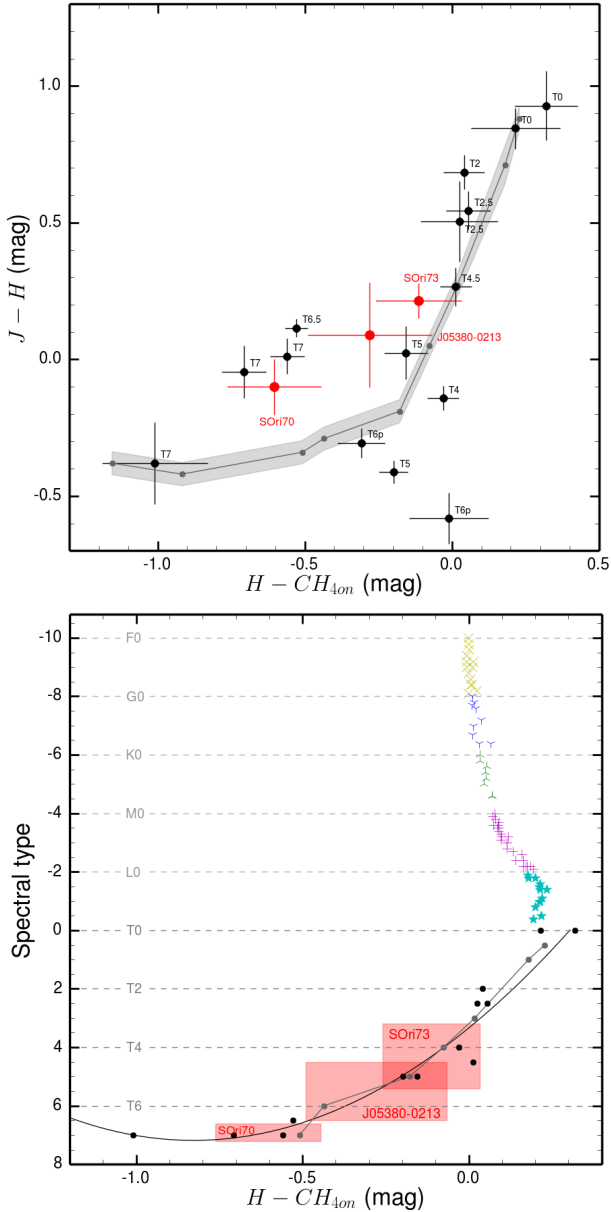 1.0
0.5
0.0
-0.5
J − H (mag)
T0
T0
T2
T2.5
T2.5
SOri73
T4.5
J05380-0213
T6.5
T7
T7
T5
SOri70
T4
T6p
T5
T7
T6p
-1.0 -0.5 0.0 0.5
H − CH4on (mag)
-10
-8
-6
-4
-2
0
2
4
6
8
Spectral type
F0
G0
K0
M0
L0
T0
T2
T4
T6
SOri73
J05380-0213
SOri70
-1.0 -0.5 0.0
H − CH4on (mag)